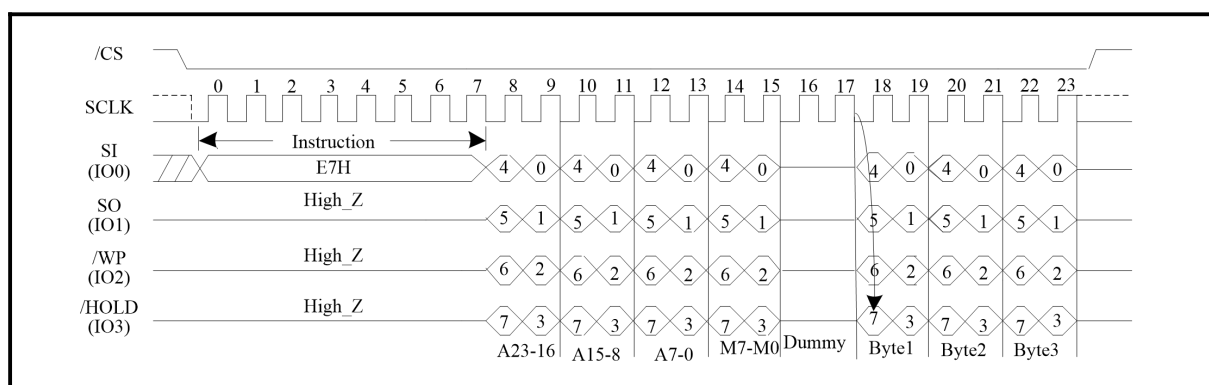 /CS
0 1 2 3 4 5 6 7 8 9 10 11 12 13 14 15 16 17 18 19 20 21 22 23
SCLK
Instruction
SI
(IO0)
E7H
4 0 4 0 4 0 4 0 4 0 4 0 4 0
High_Z
SO
(IO1)
5 1 5 1 5 1 5 1 5 1 5 1 5 1
High_Z
/WP
(IO2)
6 2 6 2 6 2 6 2 6 2 6 2 6 2
High_Z
/HOLD
(IO3)
7 3 7 3 7 3 7 3 7 3 7 3 7 3
A23-16 A15-8 A7-0 M7-M0 Dummy Byte1 Byte2 Byte3